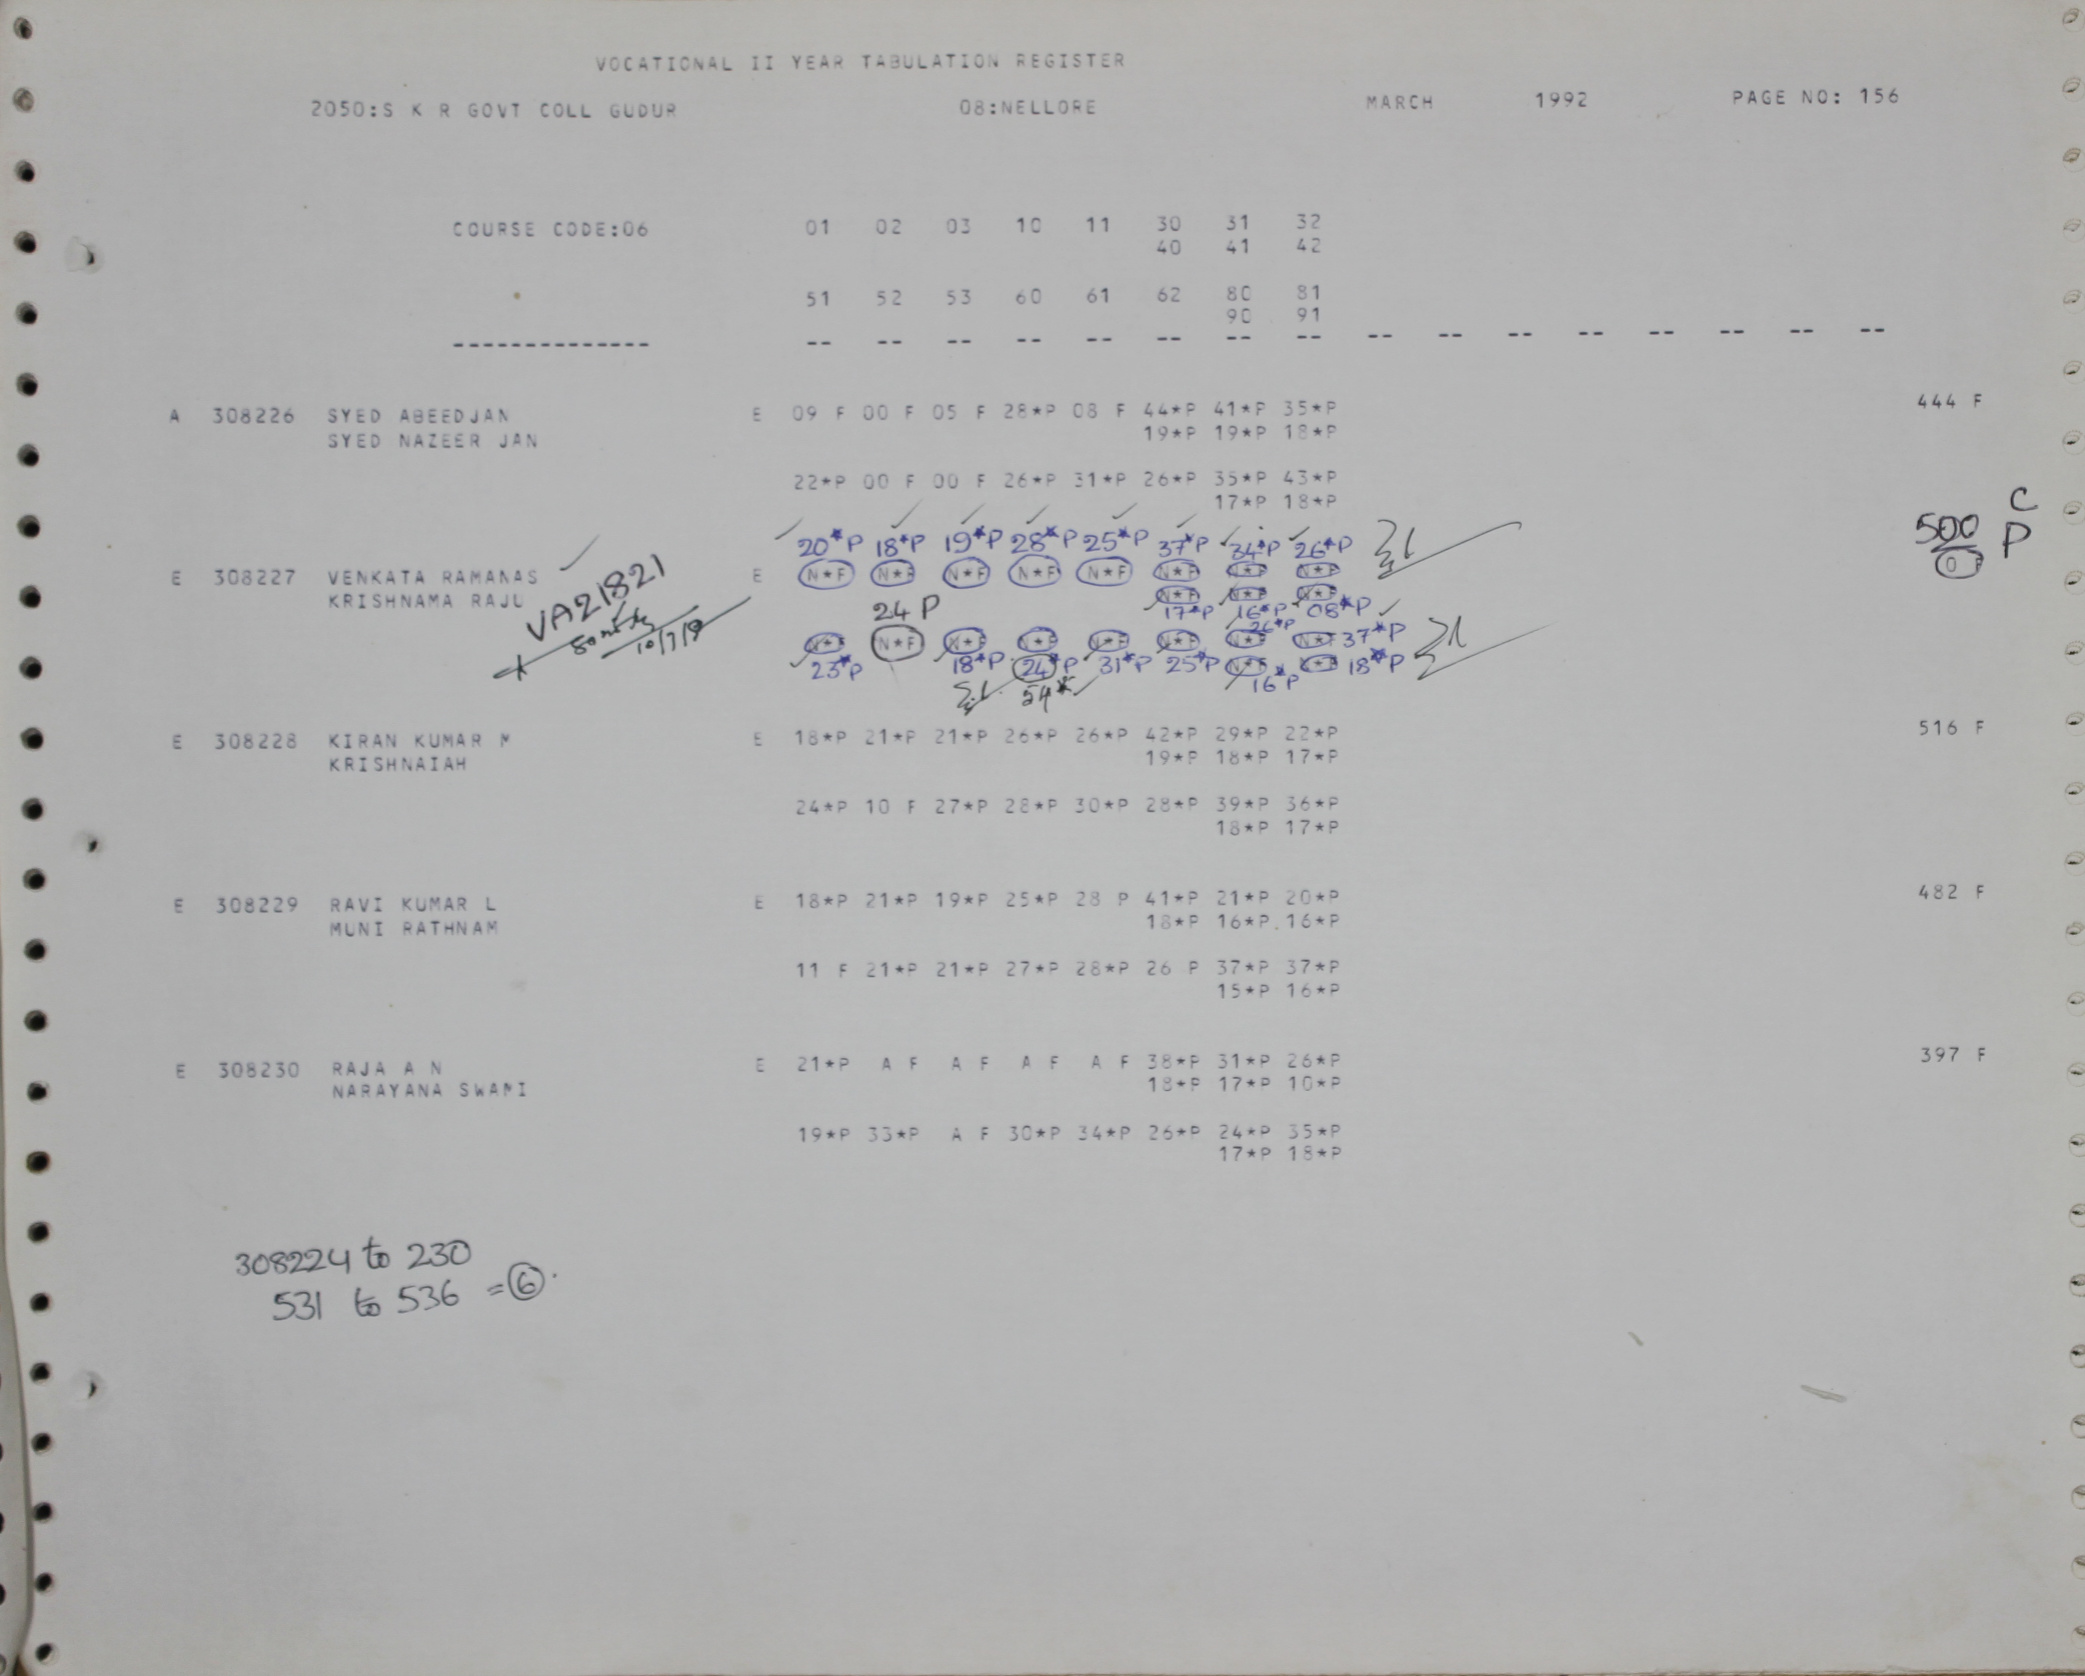 VOCATIONAL II YEAR TABULATION REGISTER
2050:S K R GOVT COLL GUDUR 08:NELLORE MARCH 1992 PAGE NO: 156
COURSE CODE:06 01 02 03 10 11 30 31 32
40 41 42
51 52 53 60 61 62 80 81
90 91
-------------- -- -- -- -- -- -- -- -- -- -- -- -- -- -- -- --
A 308226 SYED ABEEDJAN E 09 F 00 F 05 F 28*P 08 F 44*P 41*P 35*P 444 F
SYED NAZEER JAN 19*P 19*P 18*P
22*P 00 F 00 F 26*P 31*P 26*P 35*P 43*P
17*P 18*P
C
20*P 18*P 19*P 28*P 25*P 37*P 34*P 26*P 500 P
E 308227 VENKATA RAMANAS E N*F N*F N*F N*F N*F N*F N*F N*F 0 F
KRISHNAMA RAJU VA21821 N*F N*F N*F
24 P 17*P 16*P 08*P
26*P
N*F N*F N*F N*F N*F N*F N*F N*F 37*P
23*P 18*P 24*P 31*P 25*P N*F N*F 18*P
54* 16*P
E 308228 KIRAN KUMAR M E 18*P 21*P 21*P 26*P 26*P 42*P 29*P 22*P 516 F
KRISHNAIAH 19*P 18*P 17*P
24*P 10 F 27*P 28*P 30*P 28*P 39*P 36*P
18*P 17*P
E 308229 RAVI KUMAR L E 18*P 21*P 19*P 25*P 28 P 41*P 21*P 20*P 482 F
MUNI RATHNAM 18*P 16*P 16*P
11 F 21*P 21*P 27*P 28*P 26 P 37*P 37*P
15*P 16*P
E 308230 RAJA A N E 21*P A F A F A F A F 38*P 31*P 26*P 397 F
NARAYANA SWAMI 18*P 17*P 10*P
19*P 33*P A F 30*P 34*P 26*P 24*P 35*P
17*P 18*P
308224 to 230
531 to 536 = 6